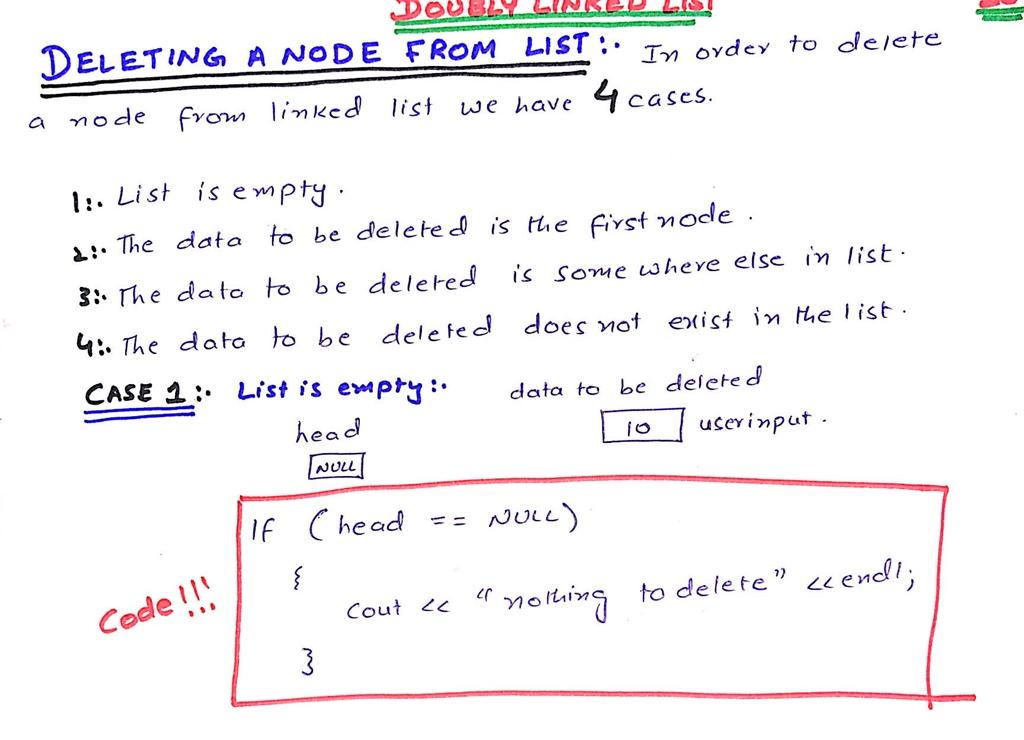 DOUBLY LINKED LIST
DELETING A NODE FROM LIST:. In order to delete
a node from linked list we have 4 cases.
1:. List is empty.
2:. The data to be deleted is the first node.
3:. The data to be deleted is some where else in list.
4:. The data to be deleted does not exist in the list.
CASE 1:. List is empty:. data to be deleted
head 10 userinput.
NULL
If (head == NULL)
{
Code!!! Cout << "nothing to delete" <<endl;
}